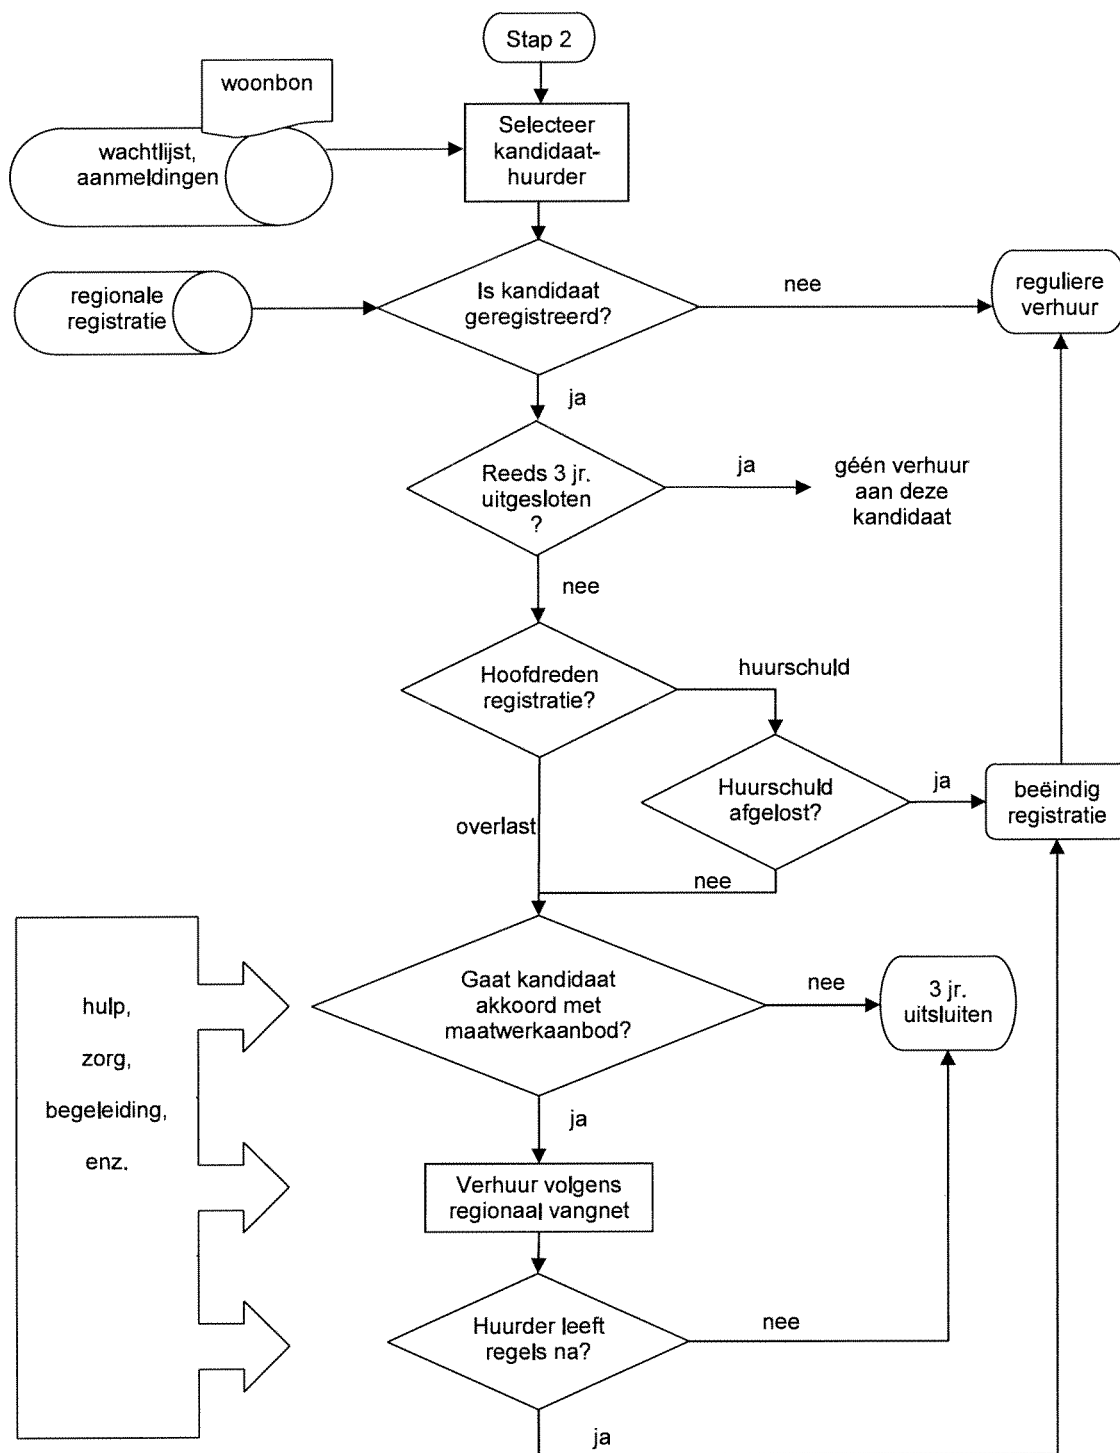 Stap 2
woonbon
Selecteer
kandidaat-
huurder
wachtlijst,
aanmeldingen
Is kandidaat
geregistreerd?
nee
reguliere
verhuur
regionale
registratie
ja
Reeds 3 jr.
uitgesloten
?
ja
géén verhuur
aan deze
kandidaat
nee
Hoofdreden
registratie?
huurschuld
Huurschuld
afgelost?
ja
beëindig
registratie
overlast
nee
Gaat kandidaat
akkoord met
maatwerkaanbod?
nee
3 jr.
uitsluiten
hulp,
zorg,
begeleiding,
enz.
ja
Verhuur volgens
regionaal vangnet
Huurder leeft
regels na?
nee
ja